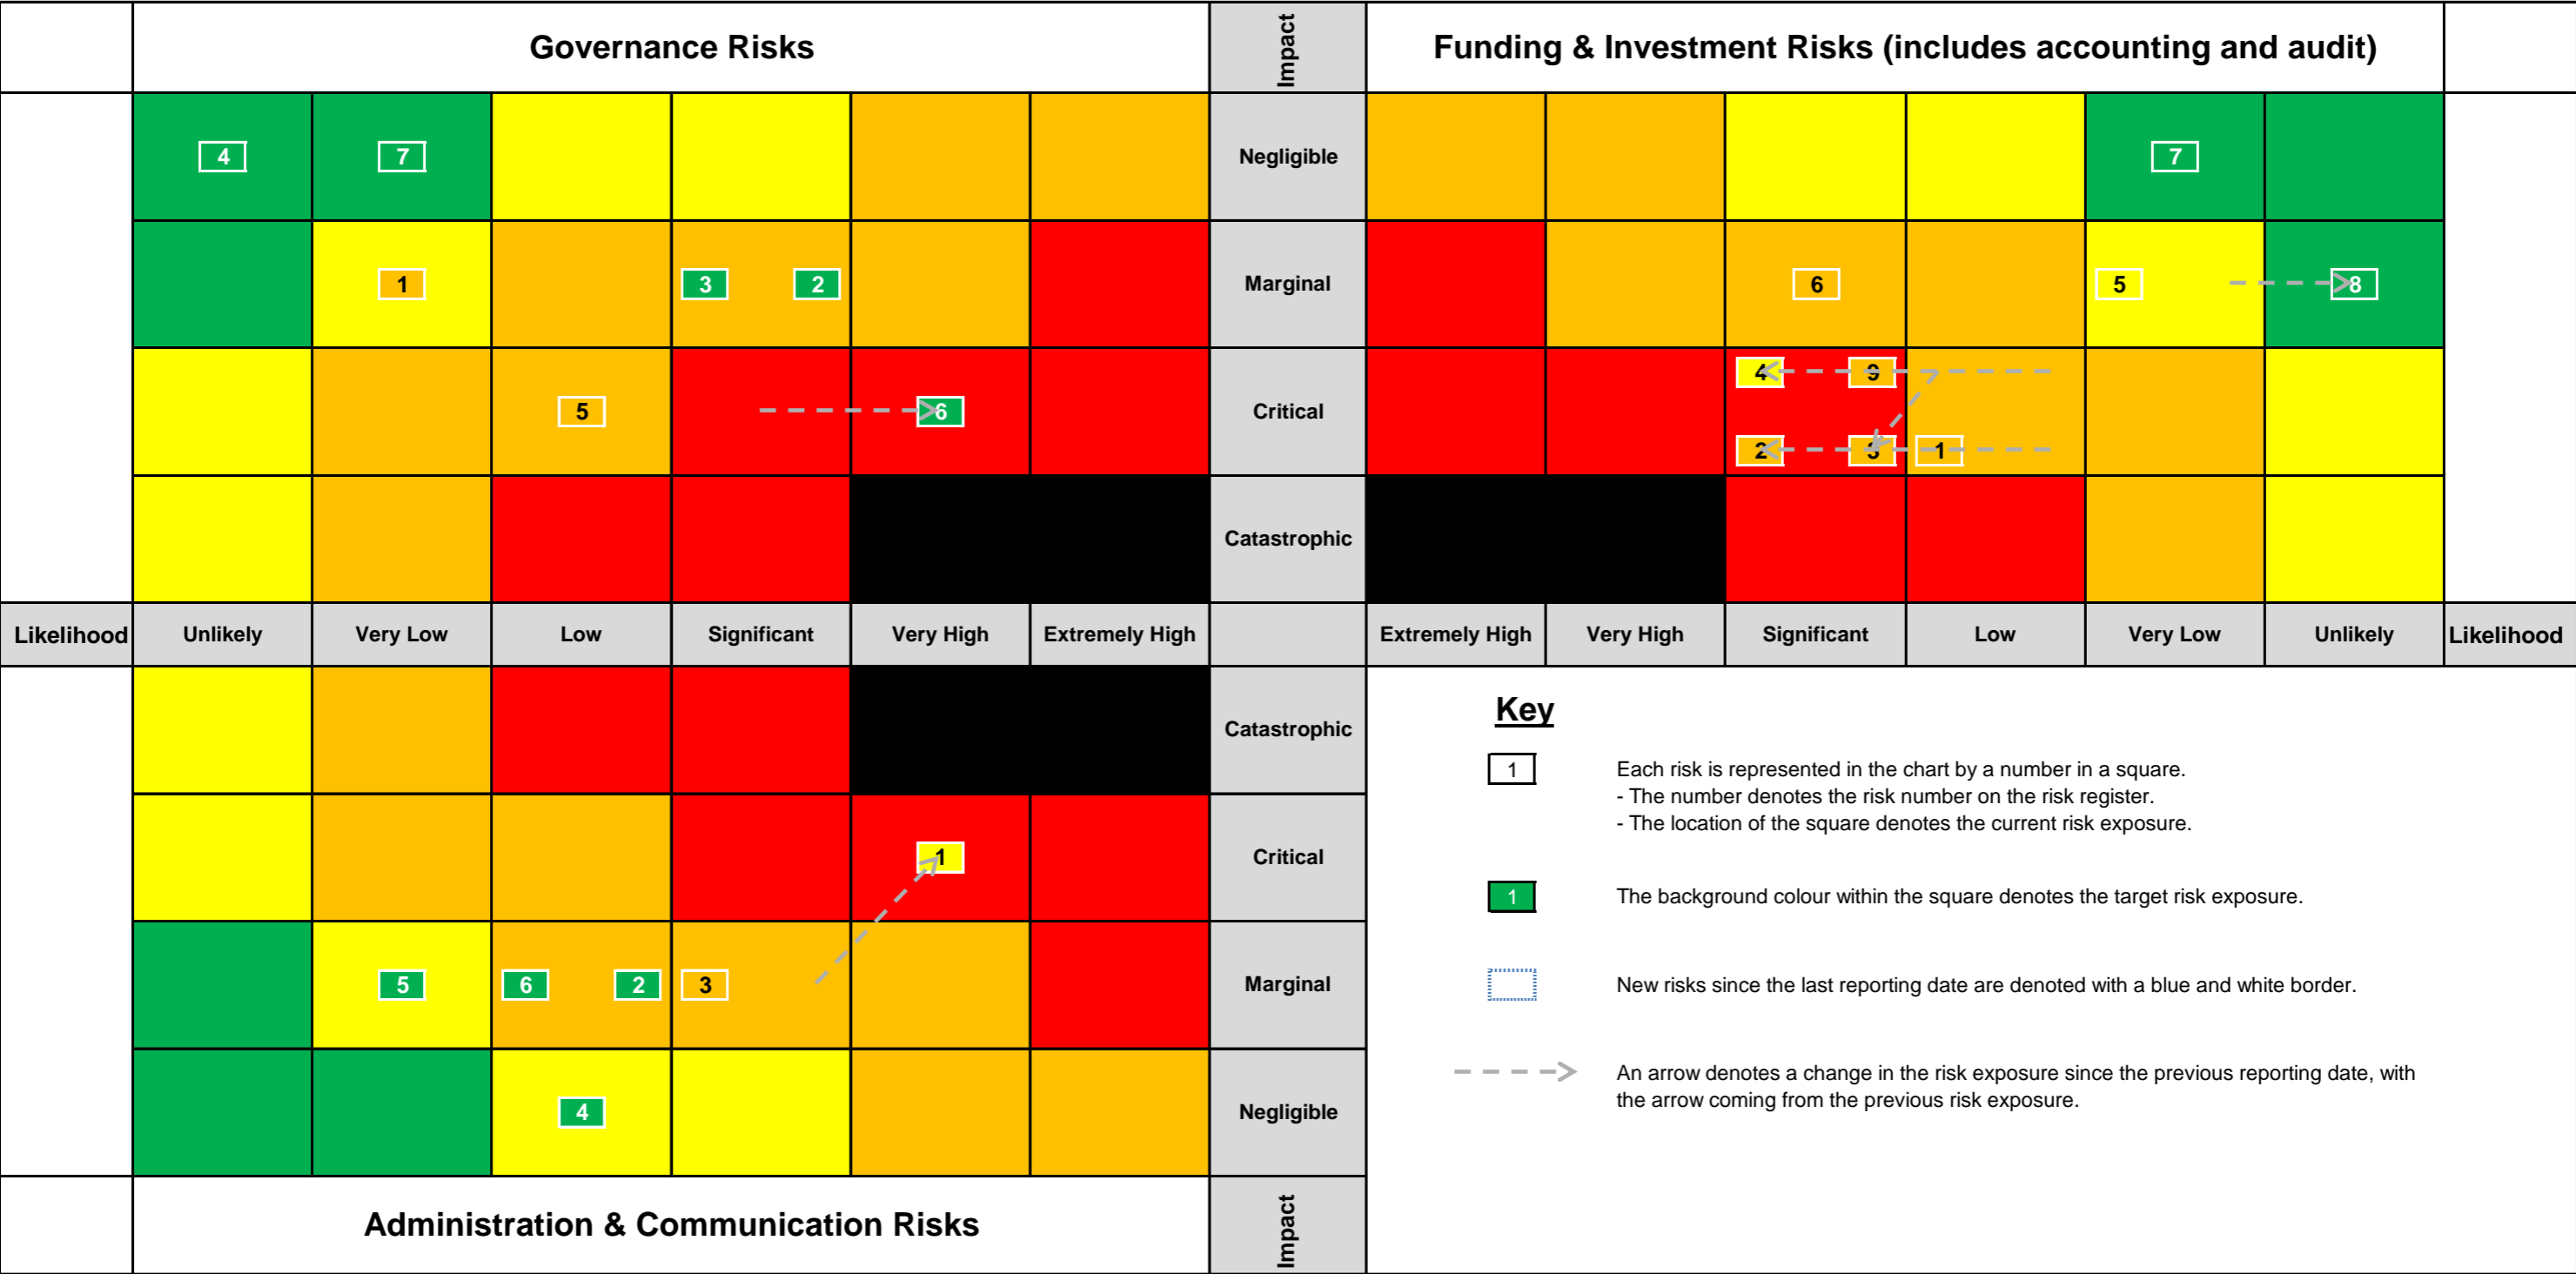 Governance Risks
Impact
Funding & Investment Risks (includes accounting and audit)
4
7
Negligible
7
1
3
2
Marginal
6
5
8
5
6
Critical
4
9
2
3
1
Catastrophic
Likelihood
Unlikely
Very Low
Low
Significant
Very High
Extremely High
Extremely High
Very High
Significant
Low
Very Low
Unlikely
Likelihood
Catastrophic
1
Critical
5
6
2
3
Marginal
4
Negligible
Administration & Communication Risks
Impact
Key
1
Each risk is represented in the chart by a number in a square.
- The number denotes the risk number on the risk register.
- The location of the square denotes the current risk exposure.
1
The background colour within the square denotes the target risk exposure.
New risks since the last reporting date are denoted with a blue and white border.
An arrow denotes a change in the risk exposure since the previous reporting date, with
the arrow coming from the previous risk exposure.